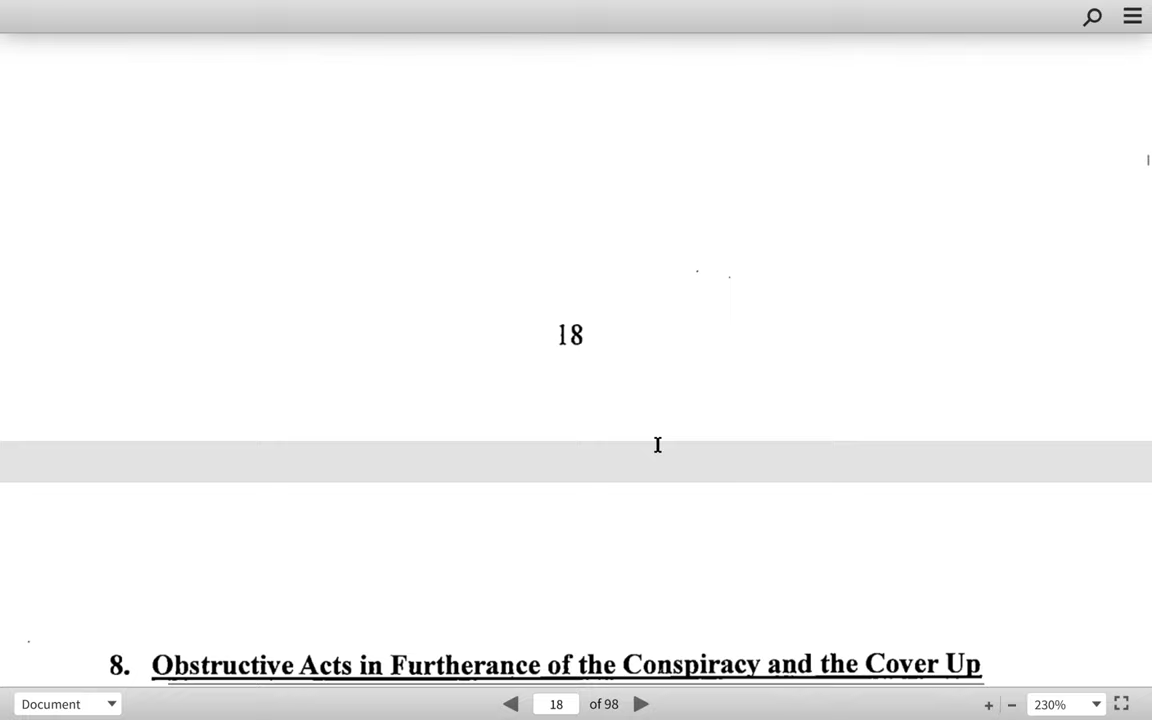 18
8. Obstructive Acts in Furtherance of the Conspiracy and the Cover Up
Document
18 of 98
230%